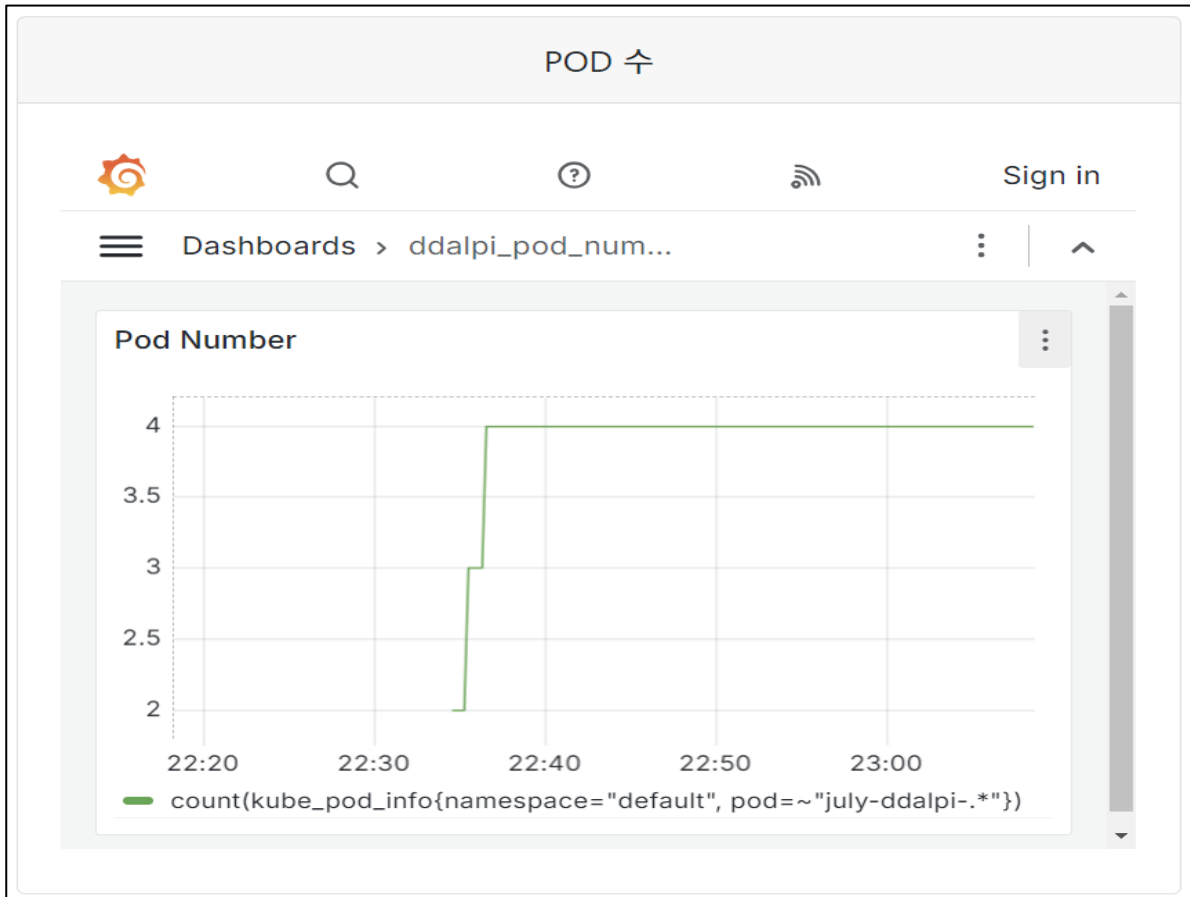 POD 수
Sign in
Dashboards › ddalpi_pod_num...
Pod Number
4
3.5
3
2.5
2
22:20 22:30 22:40 22:50 23:00
count(kube_pod_info{namespace="default", pod=~"july-ddalpi-.*"})